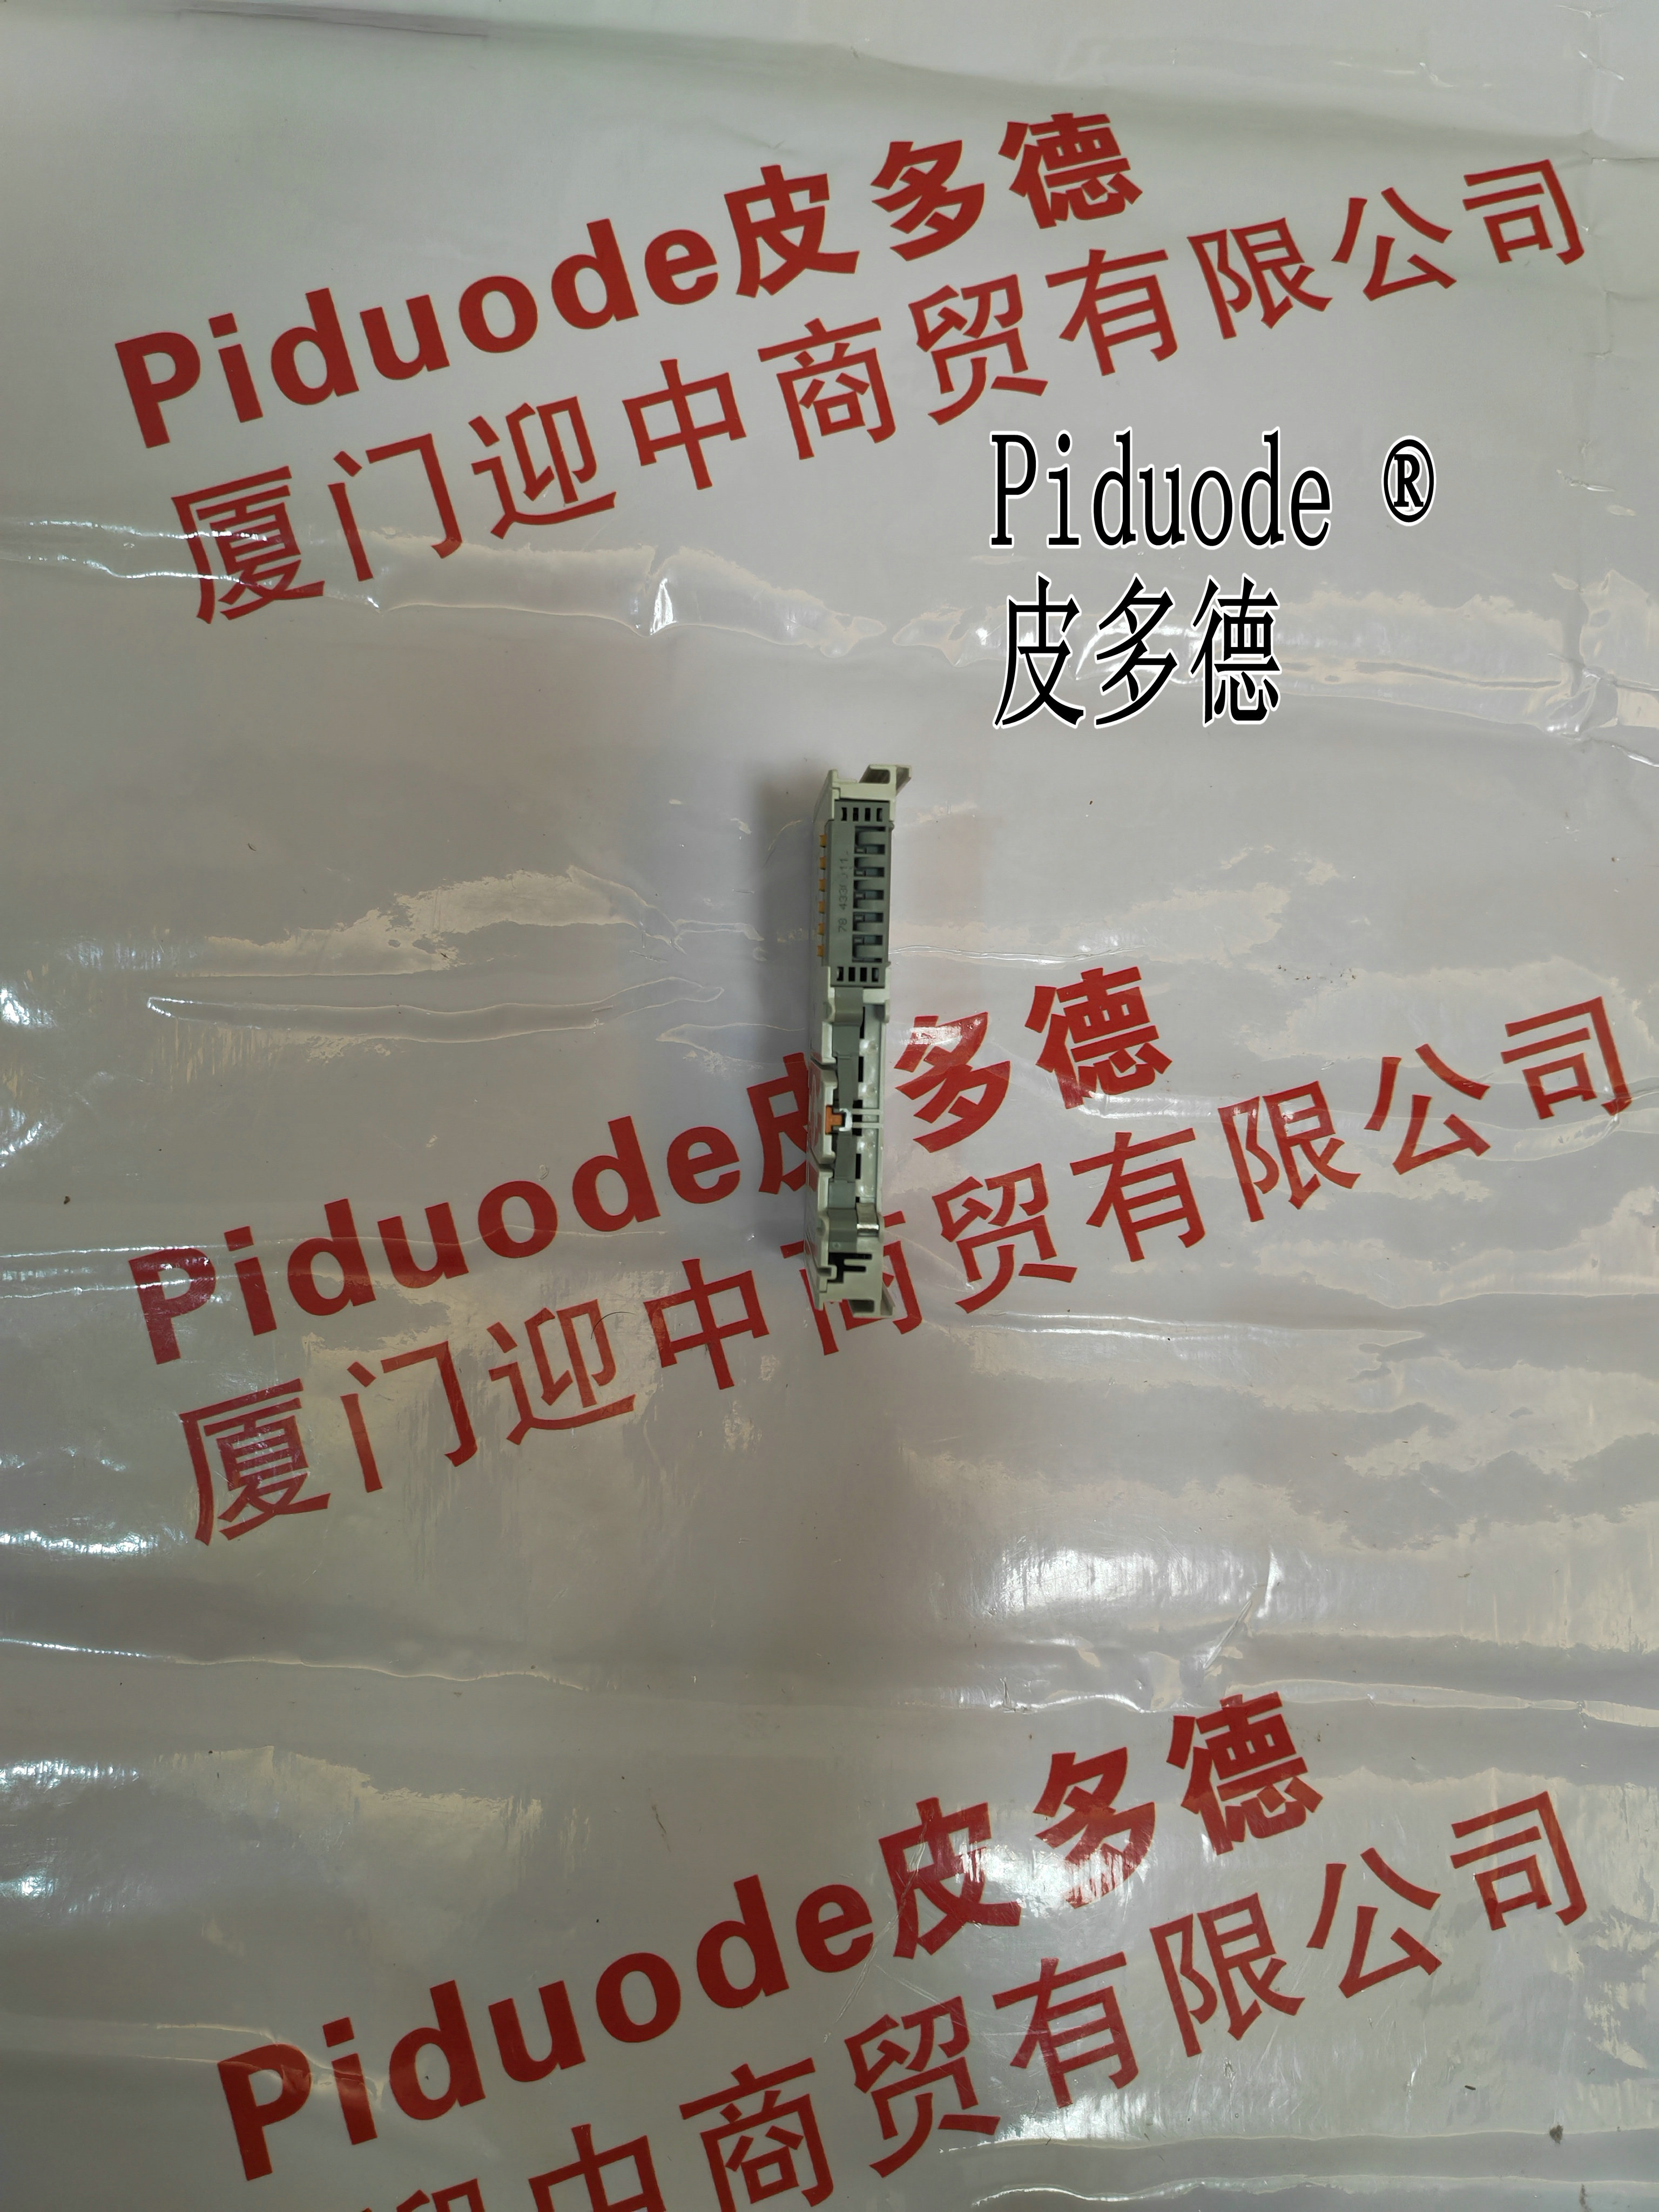 Piduode皮多德
厦门迎中商贸有限公司
Piduode ®
皮多德
Piduode皮多德
厦门迎中商贸有限公司
Piduode皮多德
迎中商贸有限公司